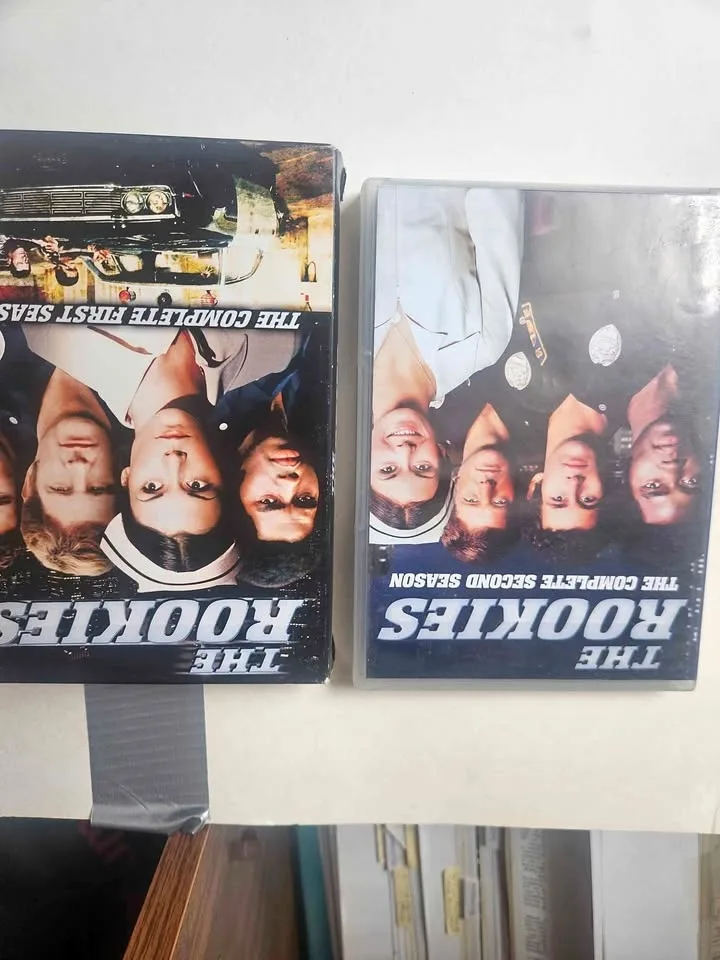 THE
ROOKIES
THE COMPLETE FIRST SEAS
THE
ROOKIES
THE COMPLETE SECOND SEASON